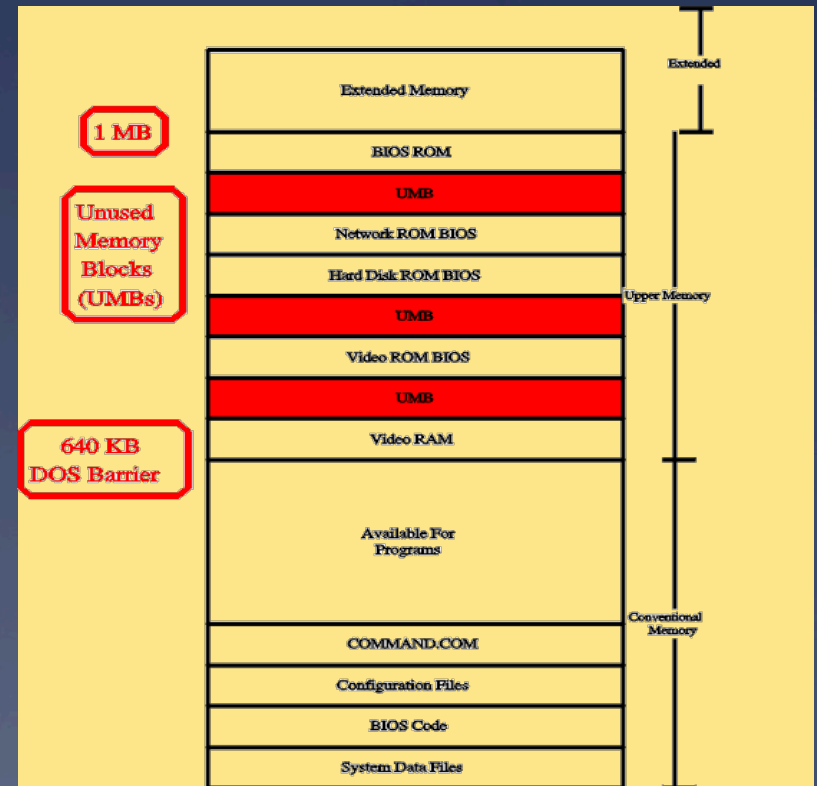 Extended
Extended Memory
1 MB
BIOS ROM
UMB
Unused
Memory
Blocks
(UMBs)
Network ROM BIOS
Hard Disk ROM BIOS
UMB
Upper Memory
Video ROM BIOS
UMB
Video RAM
640 KB
DOS Barrier
Available For
Programs
Conventional
Memory
COMMAND.COM
Configuration Files
BIOS Code
System Data Files